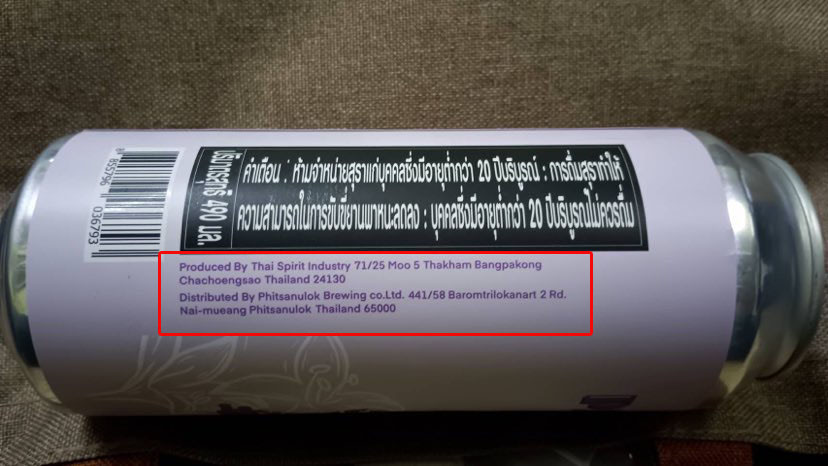 คำเตือน : ห้ามจำหน่ายสุราแก่บุคคลซึ่งมีอายุต่ำกว่า 20 ปีบริบูรณ์ : การดื่มสุราทำให้
ความสามารถในการขับขี่ยานพาหนะลดลง : บุคคลซึ่งมีอายุต่ำกว่า 20 ปีบริบูรณ์ไม่ควรดื่ม
ปริมาตรสุทธิ 490 มล.
8 855796 036793
Produced By Thai Spirit Industry 71/25 Moo 5 Thakham Bangpakong
Chachoengsao Thailand 24130
Distributed By Phitsanulok Brewing co.Ltd. 441/58 Baromtrilokanart 2 Rd.
Nai-mueang Phitsanulok Thailand 65000